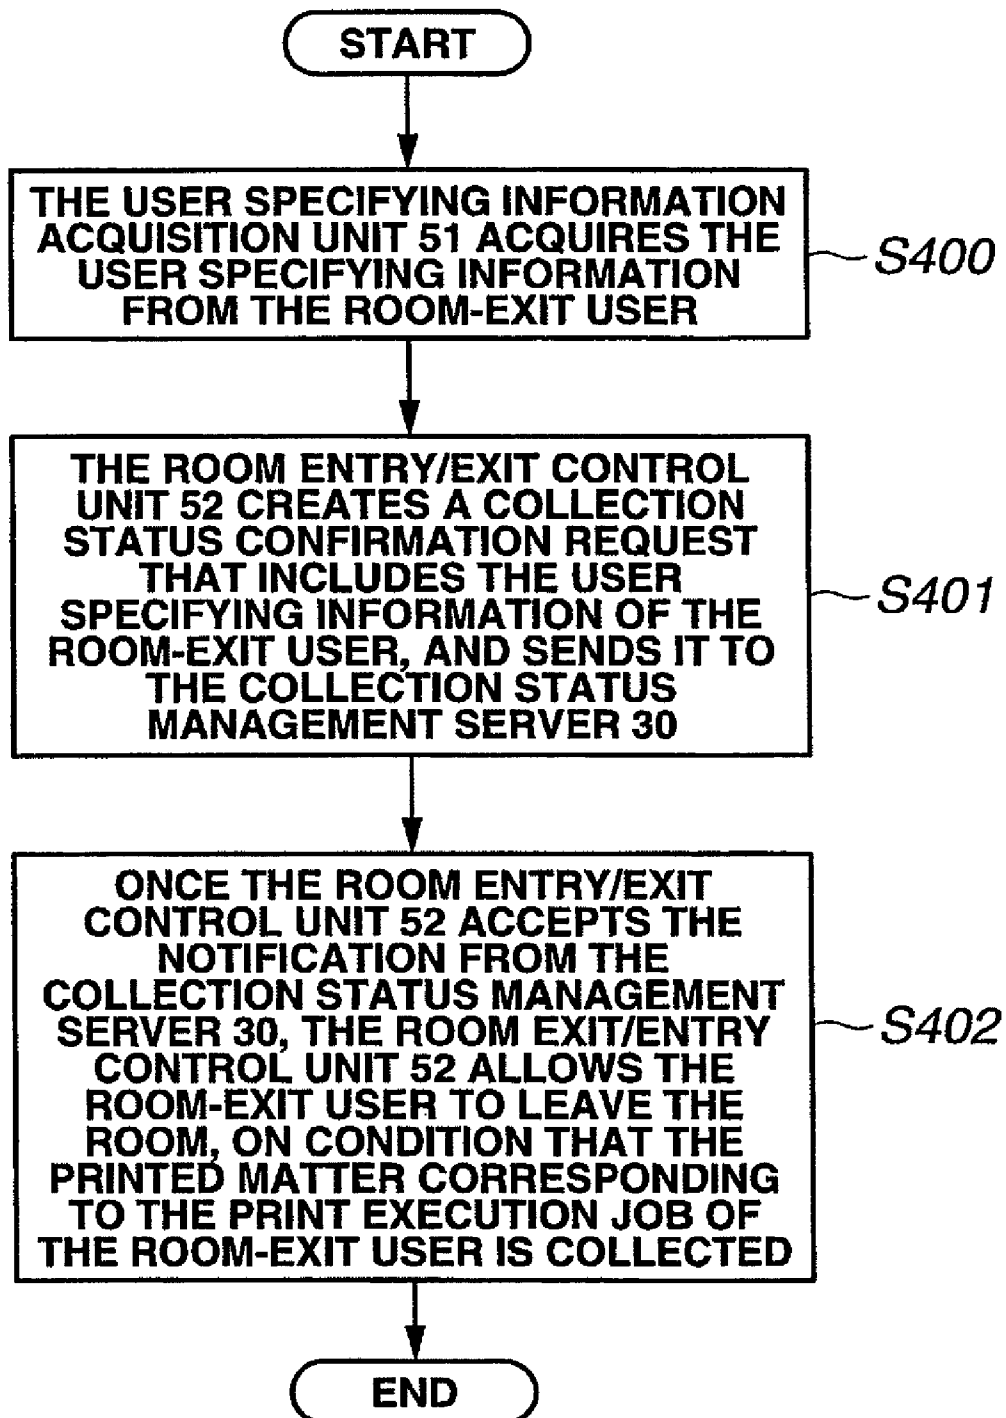 START
THE USER SPECIFYING INFORMATION
ACQUISITION UNIT 51 ACQUIRES THE
USER SPECIFYING INFORMATION
FROM THE ROOM-EXIT USER
S400
THE ROOM ENTRY/EXIT CONTROL
UNIT 52 CREATES A COLLECTION
STATUS CONFIRMATION REQUEST
THAT INCLUDES THE USER
SPECIFYING INFORMATION OF THE
ROOM-EXIT USER, AND SENDS IT TO
THE COLLECTION STATUS
MANAGEMENT SERVER 30
S401
ONCE THE ROOM ENTRY/EXIT
CONTROL UNIT 52 ACCEPTS THE
NOTIFICATION FROM THE
COLLECTION STATUS MANAGEMENT
SERVER 30, THE ROOM EXIT/ENTRY
CONTROL UNIT 52 ALLOWS THE
ROOM-EXIT USER TO LEAVE THE
ROOM, ON CONDITION THAT THE
PRINTED MATTER CORRESPONDING
TO THE PRINT EXECUTION JOB OF
THE ROOM-EXIT USER IS COLLECTED
S402
END